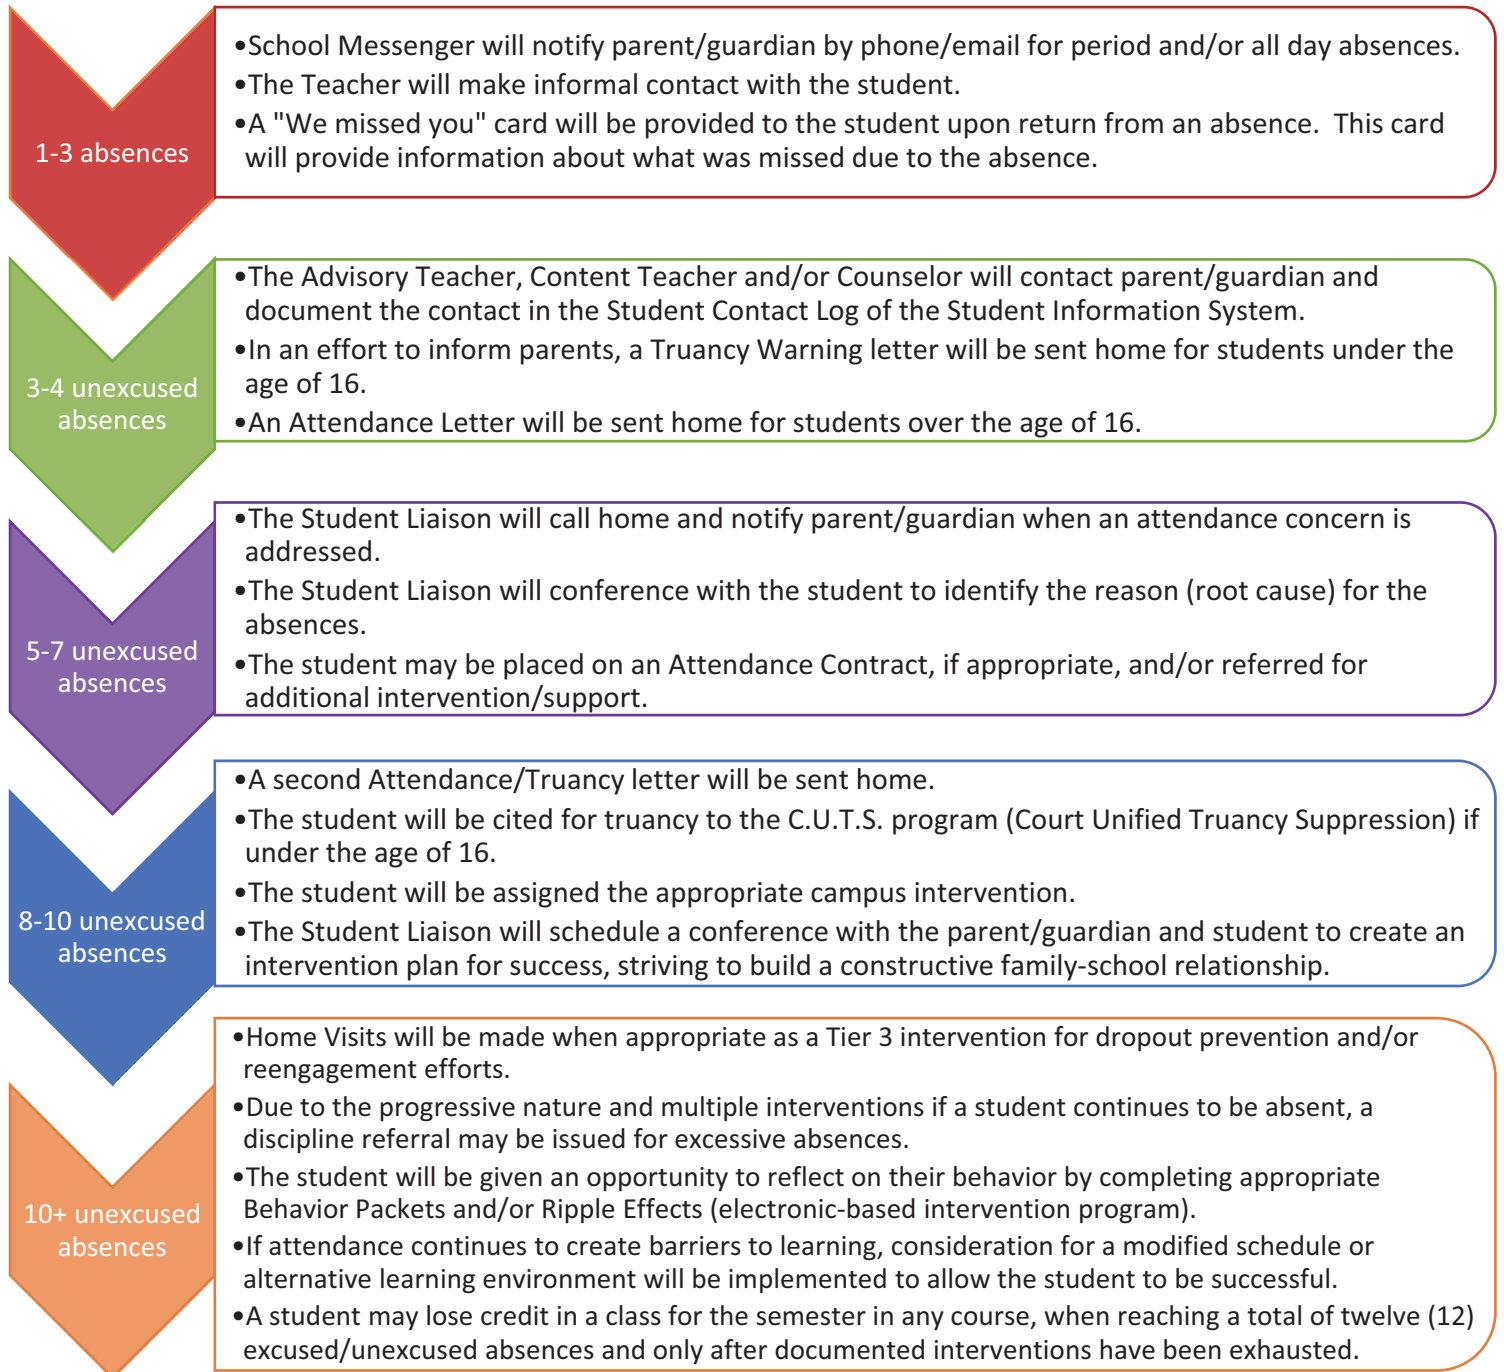 1-3 absences
•School Messenger will notify parent/guardian by phone/email for period and/or all day absences.
•The Teacher will make informal contact with the student.
•A "We missed you" card will be provided to the student upon return from an absence.  This card
will provide information about what was missed due to the absence.
3-4 unexcused
absences
•The Advisory Teacher, Content Teacher and/or Counselor will contact parent/guardian and
document the contact in the Student Contact Log of the Student Information System.
•In an effort to inform parents, a Truancy Warning letter will be sent home for students under the
age of 16.
•An Attendance Letter will be sent home for students over the age of 16.
5-7 unexcused
absences
•The Student Liaison will call home and notify parent/guardian when an attendance concern is
addressed.
•The Student Liaison will conference with the student to identify the reason (root cause) for the
absences.
•The student may be placed on an Attendance Contract, if appropriate, and/or referred for
additional intervention/support.
8-10 unexcused
absences
•A second Attendance/Truancy letter will be sent home.
•The student will be cited for truancy to the C.U.T.S. program (Court Unified Truancy Suppression) if
under the age of 16.
•The student will be assigned the appropriate campus intervention.
•The Student Liaison will schedule a conference with the parent/guardian and student to create an
intervention plan for success, striving to build a constructive family-school relationship.
10+ unexcused
absences
•Home Visits will be made when appropriate as a Tier 3 intervention for dropout prevention and/or
reengagement efforts.
•Due to the progressive nature and multiple interventions if a student continues to be absent, a
discipline referral may be issued for excessive absences.
•The student will be given an opportunity to reflect on their behavior by completing appropriate
Behavior Packets and/or Ripple Effects (electronic-based intervention program).
•If attendance continues to create barriers to learning, consideration for a modified schedule or
alternative learning environment will be implemented to allow the student to be successful.
•A student may lose credit in a class for the semester in any course, when reaching a total of twelve (12)
excused/unexcused absences and only after documented interventions have been exhausted.